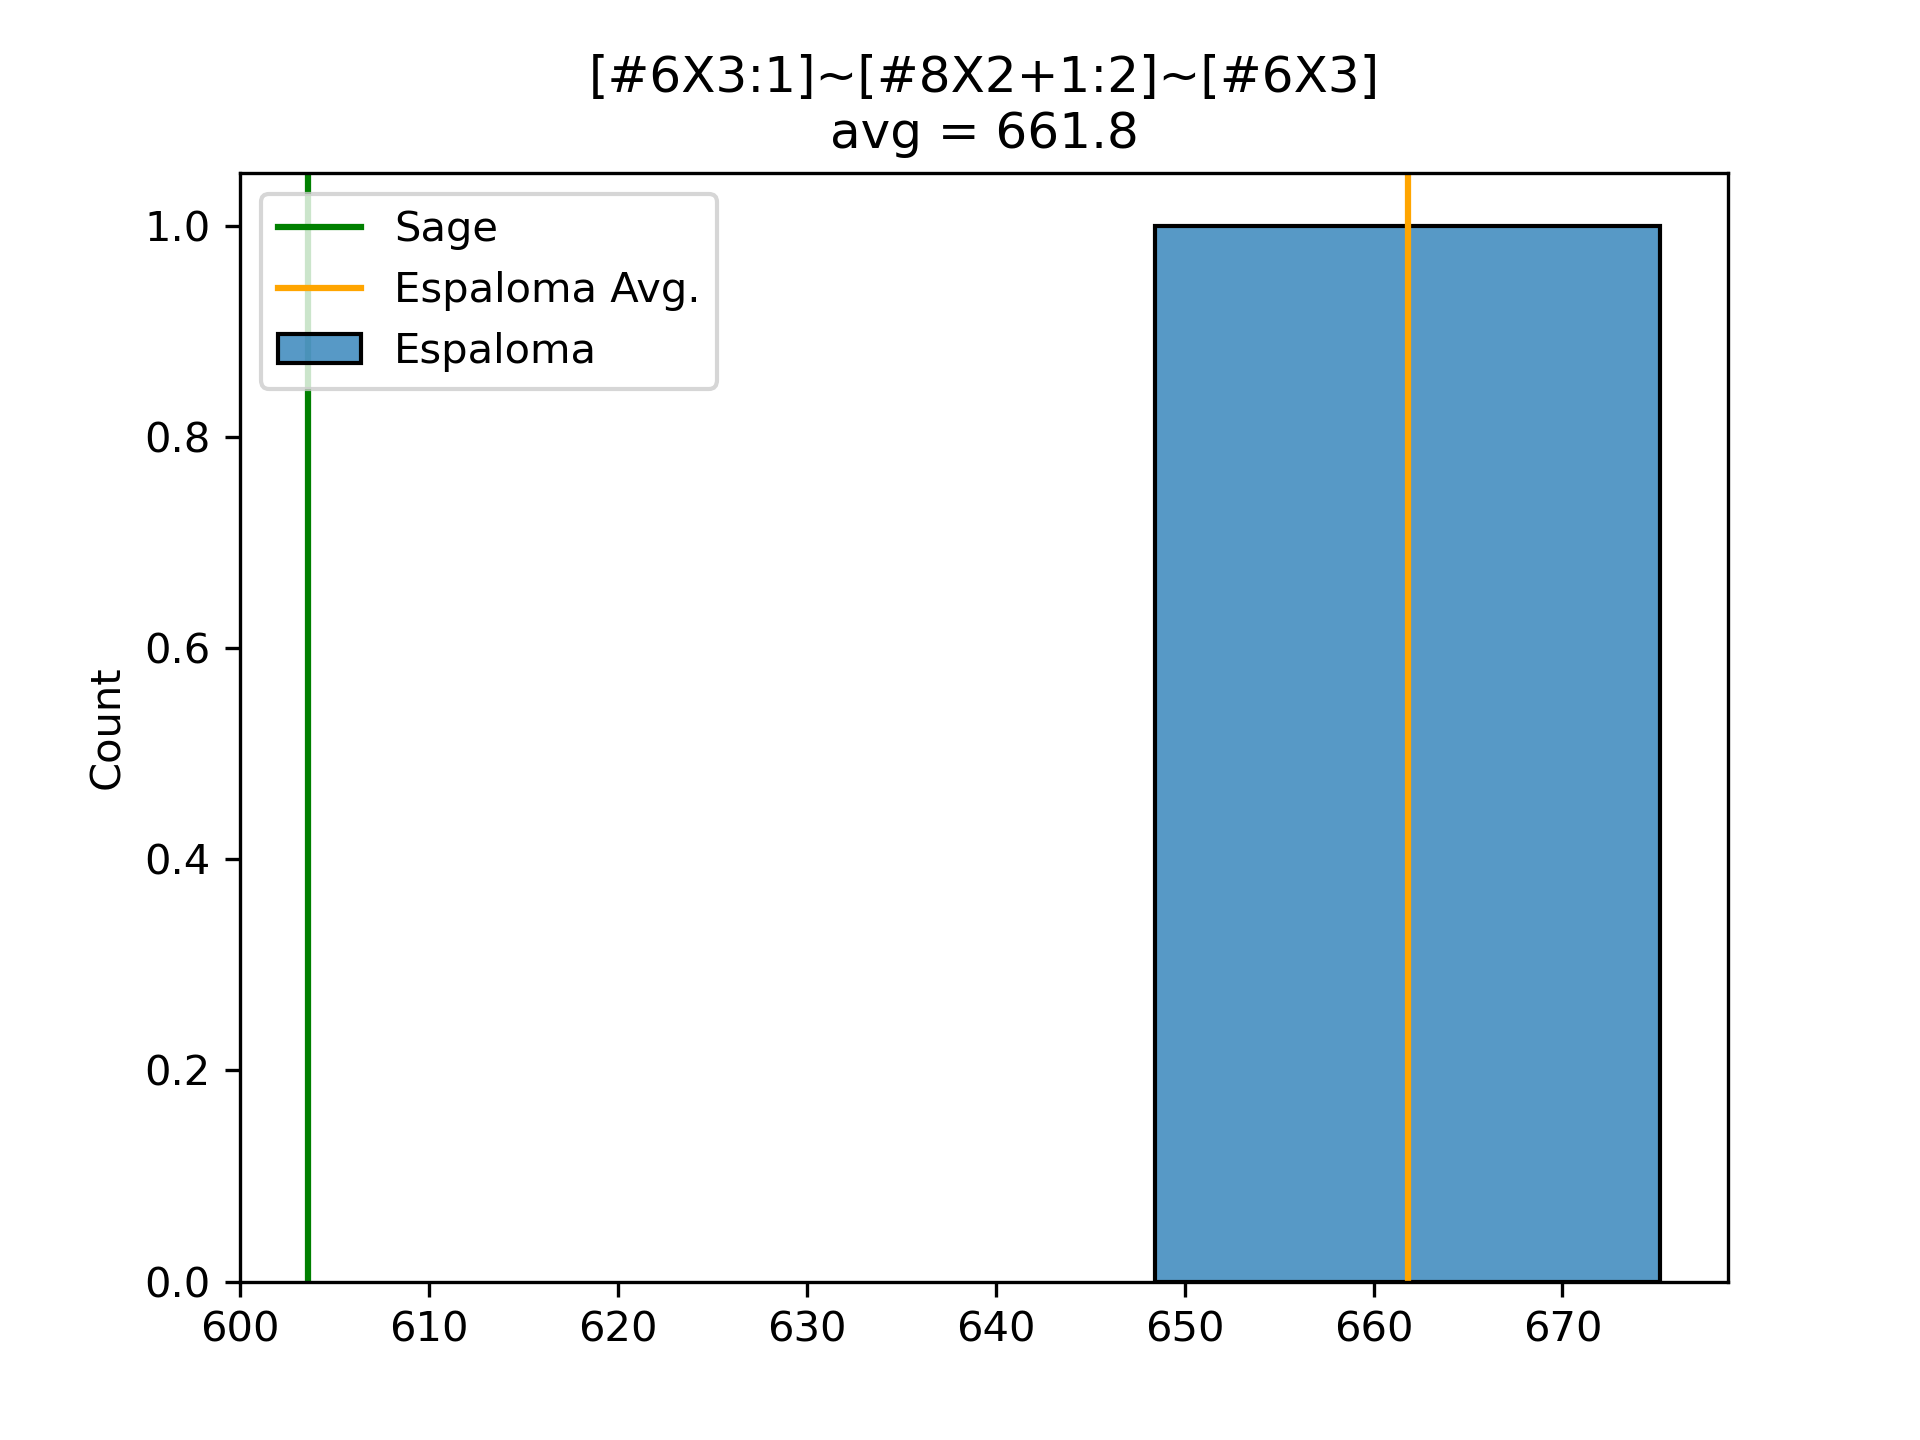 [#6X3:1]~[#8X2+1:2]~[#6X3]
avg = 661.8
Sage
Espaloma Avg.
Espaloma
Count
1.0
0.8
0.6
0.4
0.2
0.0
600 610 620 630 640 650 660 670